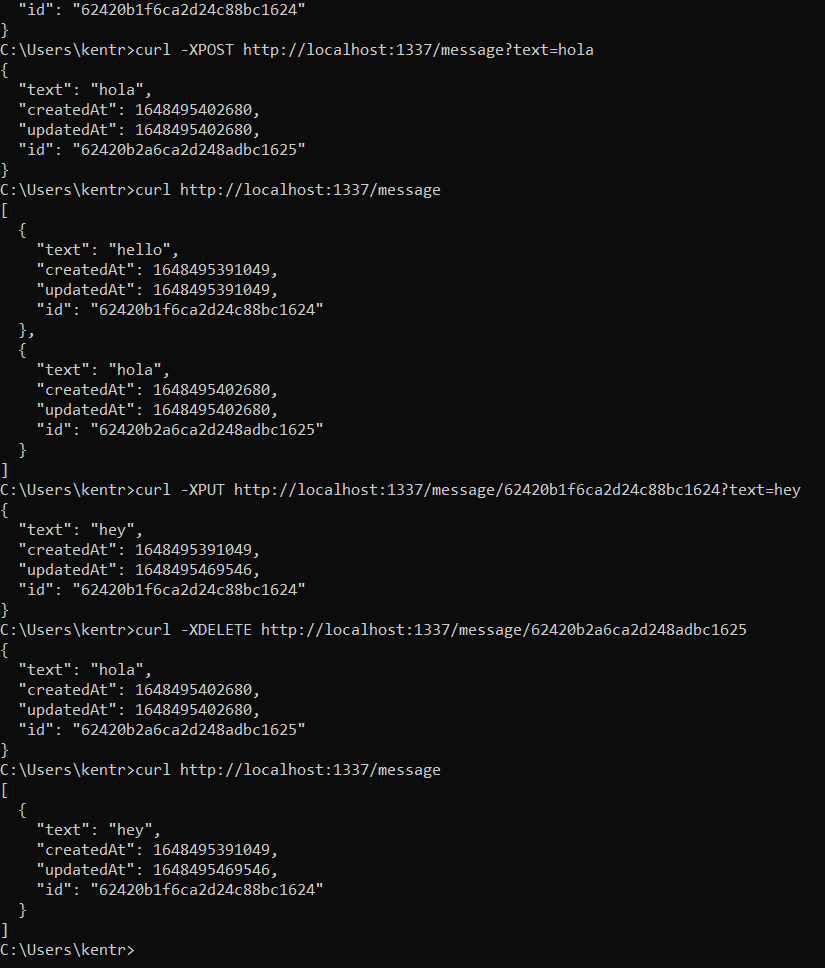 "id": "62420b1f6ca2d24c88bc1624"
}
C:\Users\kentr>curl -XPOST http://localhost:1337/message?text=hola
{
  "text": "hola",
  "createdAt": 1648495402680,
  "updatedAt": 1648495402680,
  "id": "62420b2a6ca2d248adbc1625"
}
C:\Users\kentr>curl http://localhost:1337/message
[
  {
    "text": "hello",
    "createdAt": 1648495391049,
    "updatedAt": 1648495391049,
    "id": "62420b1f6ca2d24c88bc1624"
  },
  {
    "text": "hola",
    "createdAt": 1648495402680,
    "updatedAt": 1648495402680,
    "id": "62420b2a6ca2d248adbc1625"
  }
]
C:\Users\kentr>curl -XPUT http://localhost:1337/message/62420b1f6ca2d24c88bc1624?text=hey
{
  "text": "hey",
  "createdAt": 1648495391049,
  "updatedAt": 1648495469546,
  "id": "62420b1f6ca2d24c88bc1624"
}
C:\Users\kentr>curl -XDELETE http://localhost:1337/message/62420b2a6ca2d248adbc1625
{
  "text": "hola",
  "createdAt": 1648495402680,
  "updatedAt": 1648495402680,
  "id": "62420b2a6ca2d248adbc1625"
}
C:\Users\kentr>curl http://localhost:1337/message
[
  {
    "text": "hey",
    "createdAt": 1648495391049,
    "updatedAt": 1648495469546,
    "id": "62420b1f6ca2d24c88bc1624"
  }
]
C:\Users\kentr>